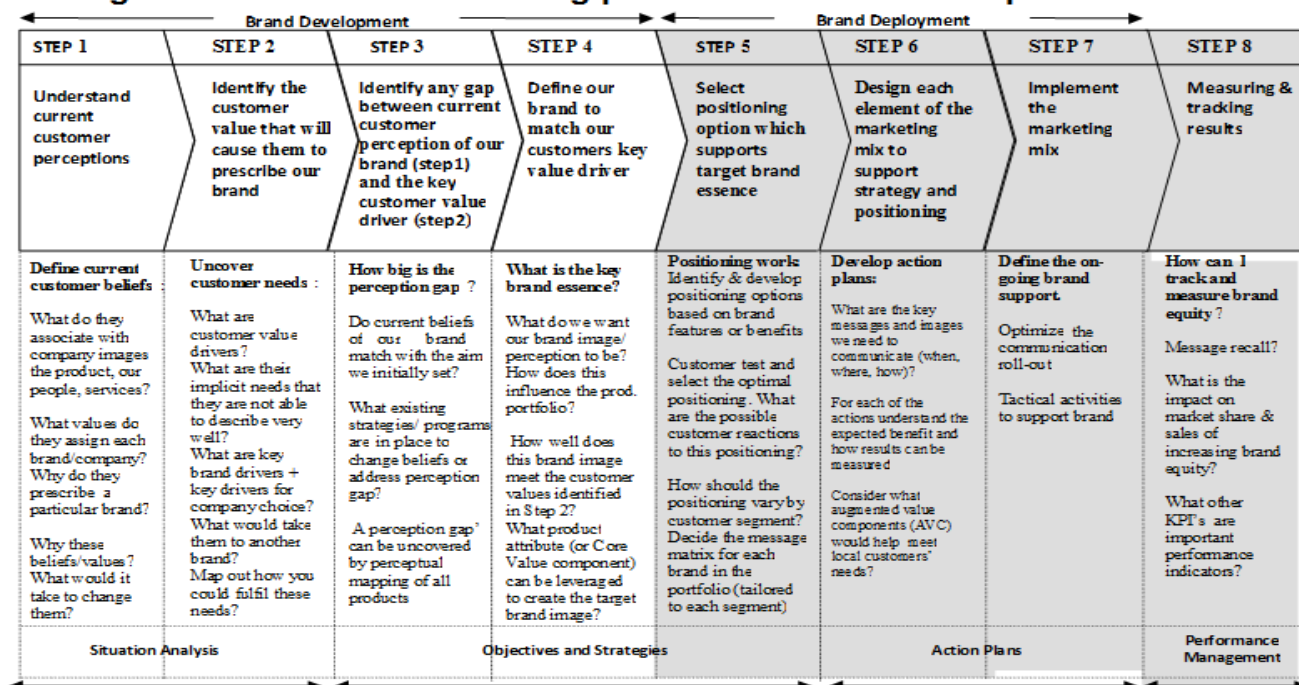 Brand Development
Brand Deployment
STEP 1
STEP 2
STEP 3
STEP 4
STEP 5
STEP 6
STEP 7
STEP 8
Understand
current
customer
perceptions
Identify the
customer
value that will
cause them to
prescribe our
brand
Identify any gap
between current
customer
perception of our
brand (step1)
and the key
customer value
driver (step2)
Define our
brand to
match our
customers key
value driver
Select
positioning
option which
supports
target brand
essence
Design each
element of the
marketing
mix to
support
strategy and
positioning
Implement
the
marketing
mix
Measuring &
tracking
results
Define current
customer beliefs :
What do they
associate with
company images
the product, our
people, services?
What values do
they assign each
brand/company?
Why do they
prescribe a
particular brand?
Why these
beliefs/values?
What would it
take to change
them?
Uncover
customer needs :
What are
customer value
drivers?
What are their
implicit needs that
they are not able
to describe very
well?
What are key
brand drivers +
key drivers for
company choice?
What would take
them to another
brand?
Map out how you
could fulfil these
needs?
How big is the
perception gap ?
Do current beliefs
of our brand
match with the aim
we initially set?
What existing
strategies/ programs
are in place to
change beliefs or
address perception
gap?
A perception gap'
can be uncovered
by perceptual
mapping of all
products
What is the key
brand essence?
What do we want
our brand image/
perception to be?
How does this
influence the prod.
portfolio?
How well does
this brand image
meet the customer
values identified
in Step 2?
What product
attribute (or Core
Value component)
can be leveraged
to create the target
brand image?
Positioning work:
Identify & develop
positioning options
based on brand
features or benefits
Customer test and
select the optimal
positioning. What
are the possible
customer reactions
to this positioning?
How should the
positioning vary by
customer segment?
Decide the message
matrix for each
brand in the
portfolio (tailored
to each segment)
Develop action
plans:
What are the key
messages and images
we need to
communicate (when,
where, how)?
For each of the
actions understand the
expected benefit and
how results can be
measured
Consider what
augmented value
components (AVC)
would help meet
local customers'
needs?
Define the on-
going brand
support.
Optimize the
communication
roll-out
Tactical activities
to support brand
How can I
track and
measure brand
equity ?
Message recall?
What is the
impact on
market share &
sales of
increasing brand
equity?
What other
KPI's are
important
performance
indicators?
Situation Analysis
Objectives and Strategies
Action Plans
Performance
Management